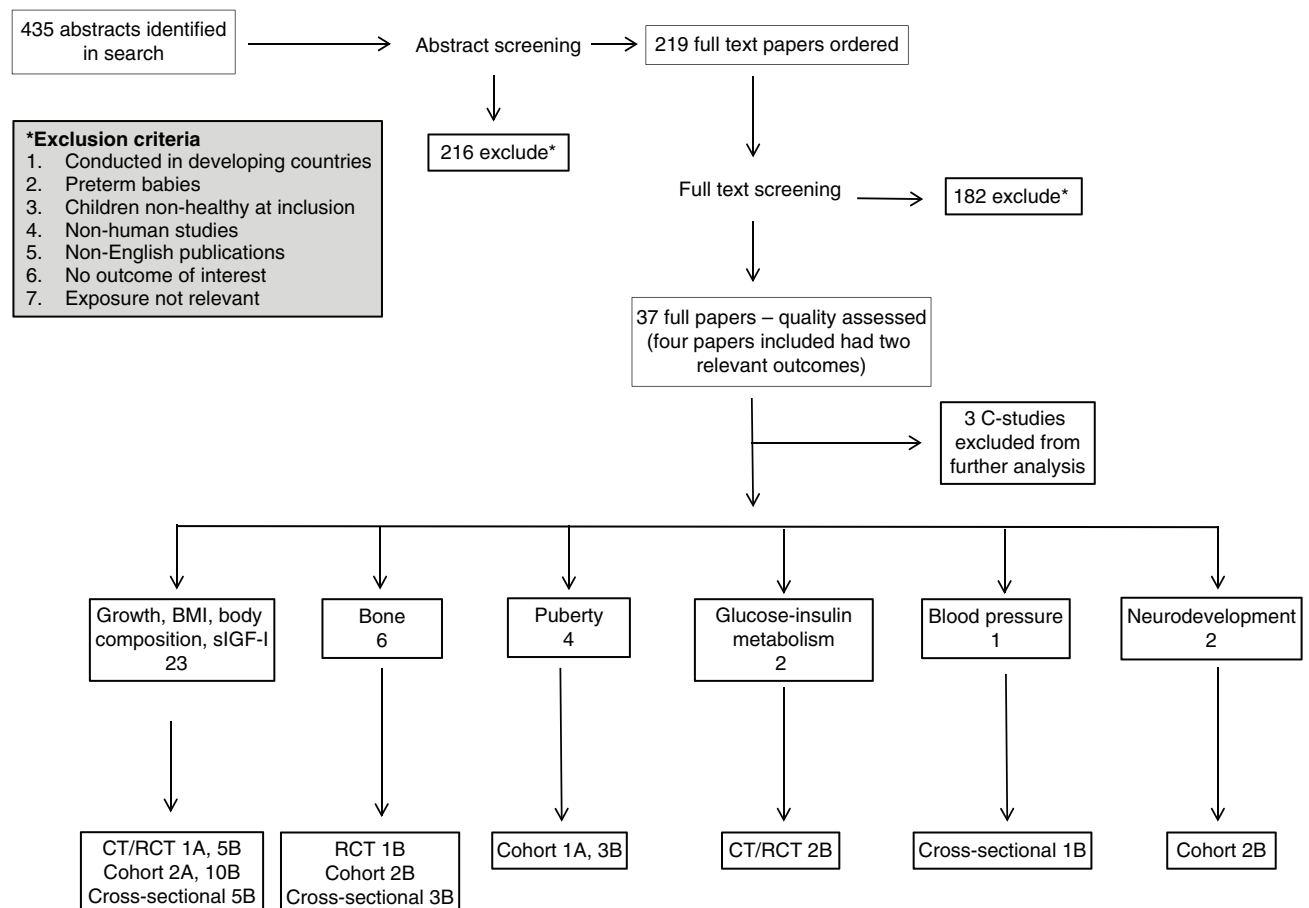 435 abstracts identified
in search
Abstract screening
219 full text papers ordered
216 exclude*
*Exclusion criteria
1. Conducted in developing countries
2. Preterm babies
3. Children non-healthy at inclusion
4. Non-human studies
5. Non-English publications
6. No outcome of interest
7. Exposure not relevant
Full text screening
182 exclude*
37 full papers – quality assessed
(four papers included had two
relevant outcomes)
3 C-studies
excluded from
further analysis
Growth, BMI, body
composition, sIGF-I
23
Bone
6
Puberty
4
Glucose-insulin
metabolism
2
Blood pressure
1
Neurodevelopment
2
CT/RCT 1A, 5B
Cohort 2A, 10B
Cross-sectional 5B
RCT 1B
Cohort 2B
Cross-sectional 3B
Cohort 1A, 3B
CT/RCT 2B
Cross-sectional 1B
Cohort 2B